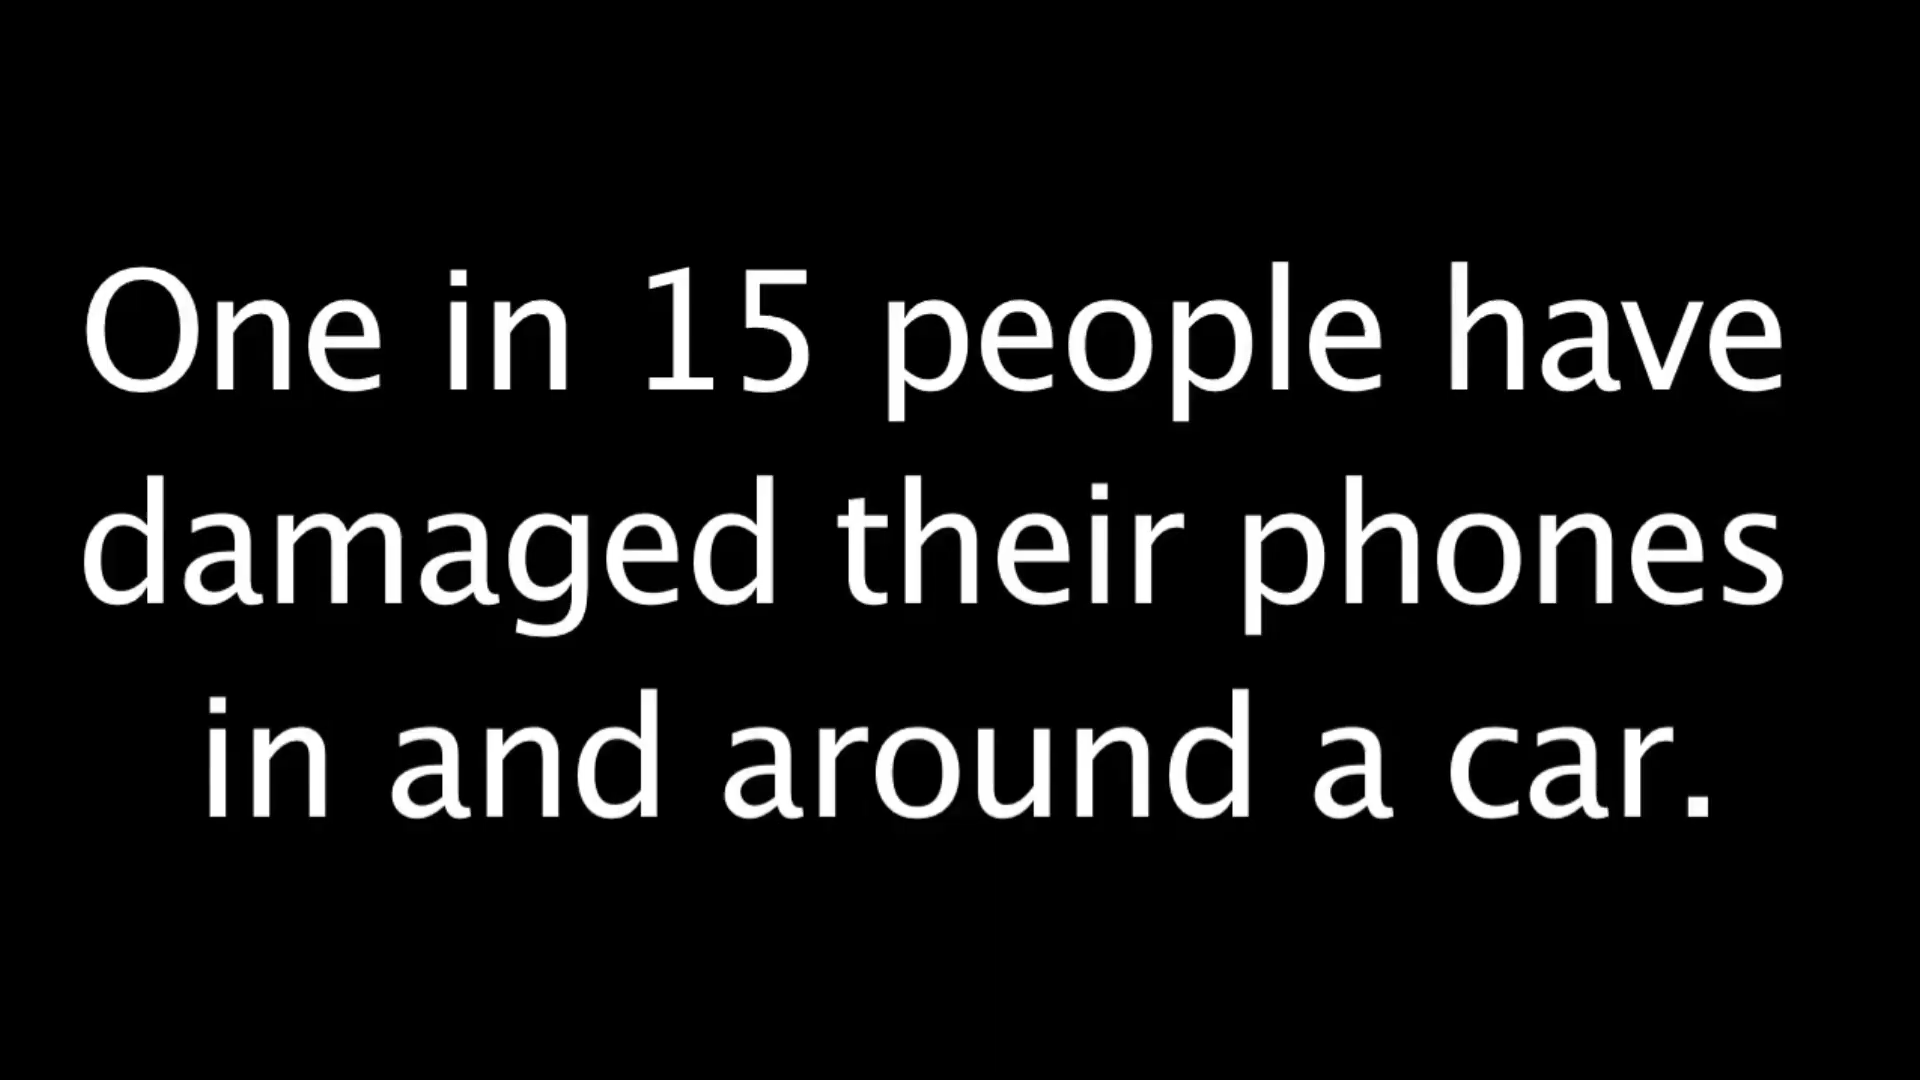 One in 15 people have
damaged their phones
in and around a car.